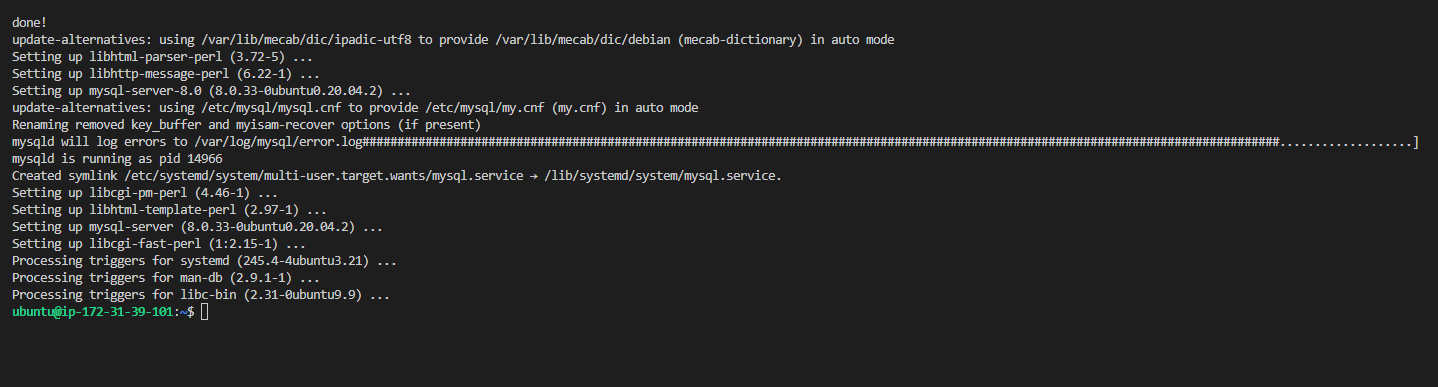 done!
update-alternatives: using /var/lib/mecab/dic/ipadic-utf8 to provide /var/lib/mecab/dic/debian (mecab-dictionary) in auto mode
Setting up libhtml-parser-perl (3.72-5) ...
Setting up libhttp-message-perl (6.22-1) ...
Setting up mysql-server-8.0 (8.0.33-0ubuntu0.20.04.2) ...
update-alternatives: using /etc/mysql/mysql.cnf to provide /etc/mysql/my.cnf (my.cnf) in auto mode
Renaming removed key_buffer and myisam-recover options (if present)
mysqld will log errors to /var/log/mysql/error.log###################################################################################################################################...................]
mysqld is running as pid 14966
Created symlink /etc/systemd/system/multi-user.target.wants/mysql.service → /lib/systemd/system/mysql.service.
Setting up libcgi-pm-perl (4.46-1) ...
Setting up libhtml-template-perl (2.97-1) ...
Setting up mysql-server (8.0.33-0ubuntu0.20.04.2) ...
Setting up libcgi-fast-perl (1:2.15-1) ...
Processing triggers for systemd (245.4-4ubuntu3.21) ...
Processing triggers for man-db (2.9.1-1) ...
Processing triggers for libc-bin (2.31-0ubuntu9.9) ...
ubuntu@ip-172-31-39-101:~$